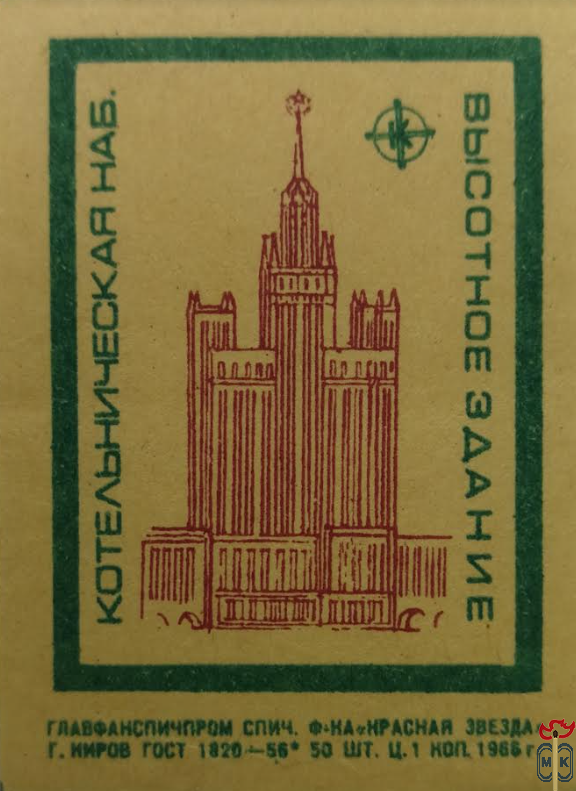 КОТЕЛЬНИЧЕСКАЯ НАБ.
ВЫСОТНОЕ ЗДАНИЕ
ГЛАВФАНСПИЧПРОМ СПИЧ. Ф-КА «КРАСНАЯ ЗВЕЗДА
Г. КИРОВ ГОСТ 1820—56* 50 ШТ. Ц. 1 КОП. 1966 г
МК